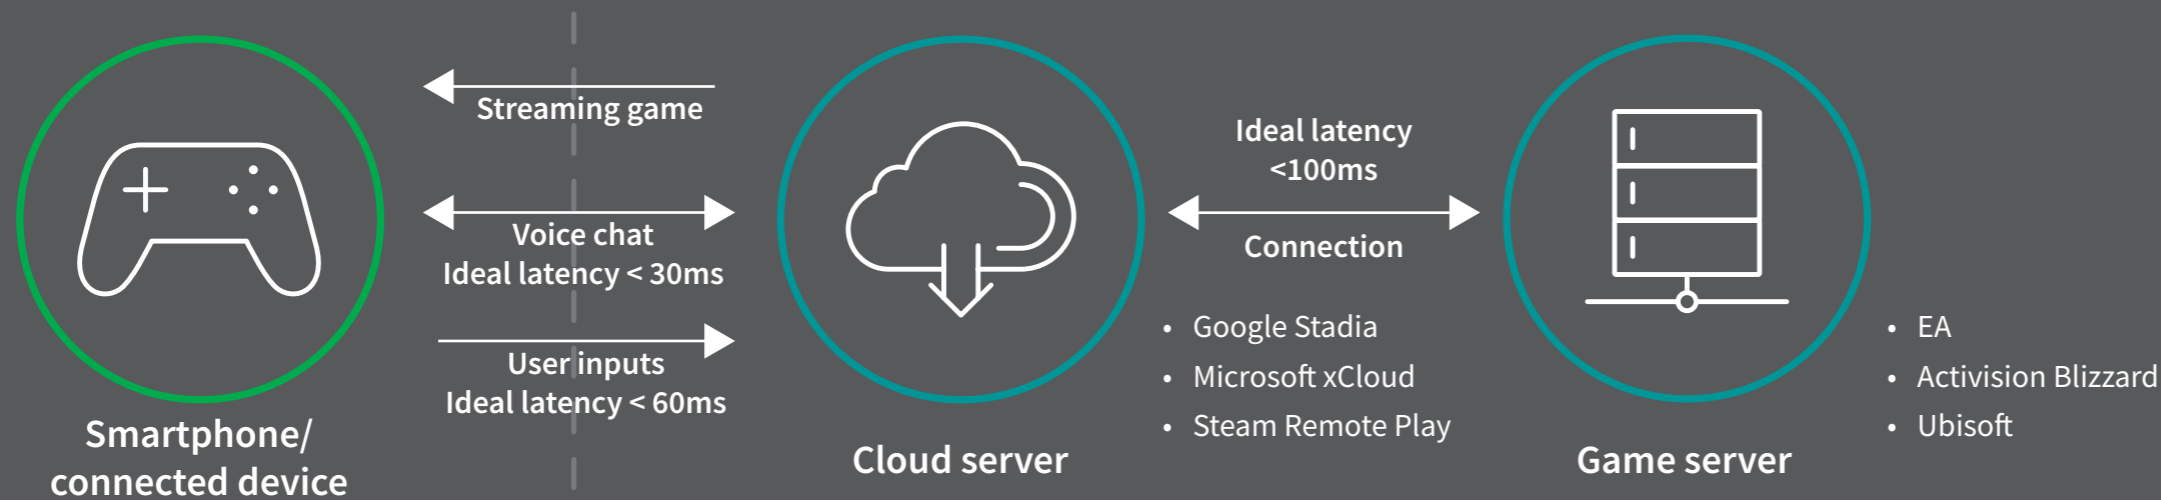 Streaming game
Voice chat
Ideal latency < 30ms
User inputs
Ideal latency < 60ms
Smartphone/
connected device
Cloud server
Ideal latency
<100ms
Connection
• Google Stadia
• Microsoft xCloud
• Steam Remote Play
Game server
• EA
• Activision Blizzard
• Ubisoft